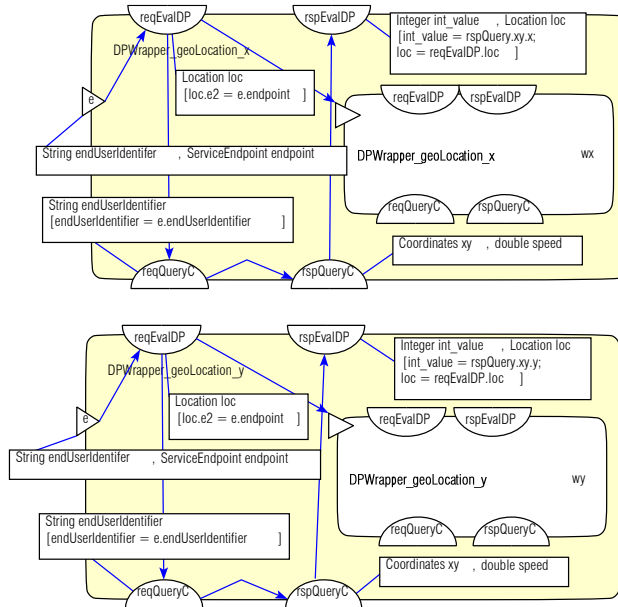 reqEvalDP
rspEvalDP
Integer int_value , Location loc
[int_value = rspQuery.xy.x;
loc = reqEvalDP.loc ]
DPWrapper_geoLocation_x
Location loc
[loc.e2 = e.endpoint ]
e
reqEvalDP
rspEvalDP
String endUserIdentifer , ServiceEndpoint endpoint
DPWrapper_geoLocation_x
wx
String endUserIdentifier
[endUserIdentifier = e.endUserIdentifier ]
reqQueryC
rspQueryC
Coordinates xy , double speed
reqQueryC
rspQueryC
reqEvalDP
rspEvalDP
Integer int_value , Location loc
[int_value = rspQuery.xy.y;
loc = reqEvalDP.loc ]
DPWrapper_geoLocation_y
Location loc
[loc.e2 = e.endpoint ]
e
reqEvalDP
rspEvalDP
String endUserIdentifer , ServiceEndpoint endpoint
DPWrapper_geoLocation_y
wy
String endUserIdentifier
[endUserIdentifier = e.endUserIdentifier ]
reqQueryC
rspQueryC
Coordinates xy , double speed
reqQueryC
rspQueryC